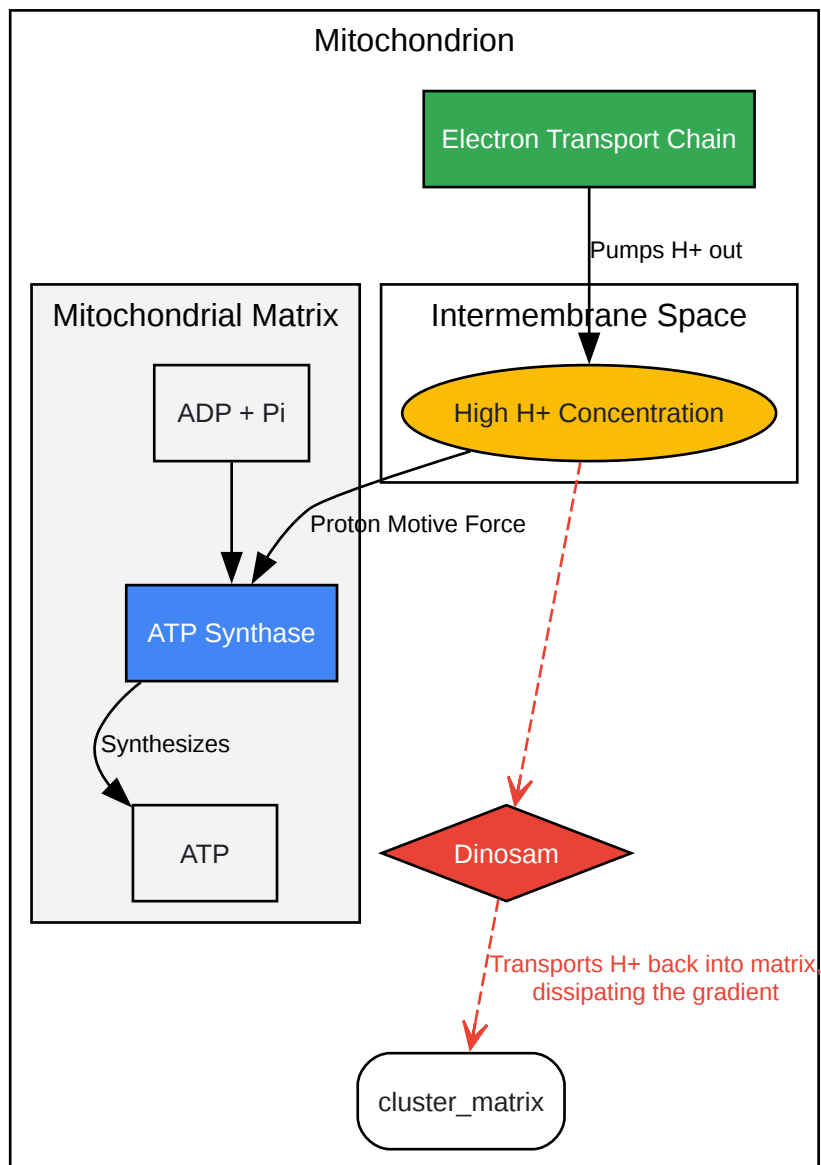 Mitochondrion
Electron Transport Chain
Pumps H+ out
Mitochondrial Matrix
Intermembrane Space
ADP + Pi
High H+ Concentration
Proton Motive Force
ATP Synthase
Synthesizes
ATP
Dinosam
Transports H+ back into matrix,
dissipating the gradient
cluster_matrix